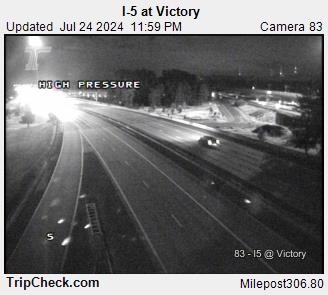 I-5 at Victory
Updated Jul 24 2024 11:59 PM Camera 83
HIGH PRESSURE
S
83 - I5 @ Victory
TripCheck.com Milepost306.80